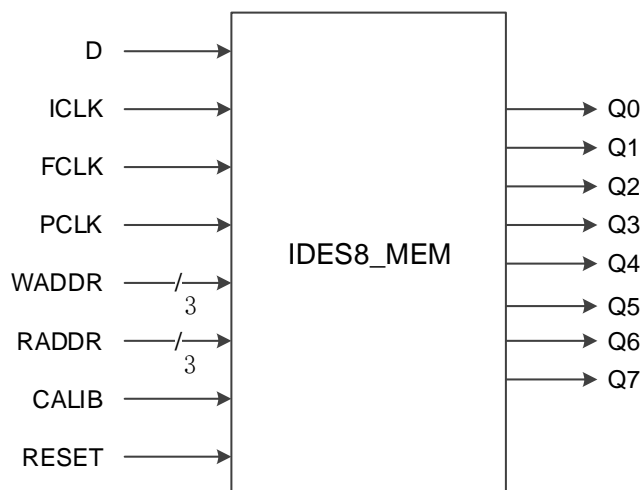 D
ICLK
FCLK
PCLK
WADDR
/
3
RADDR
/
3
CALIB
RESET
IDES8_MEM
Q0
Q1
Q2
Q3
Q4
Q5
Q6
Q7